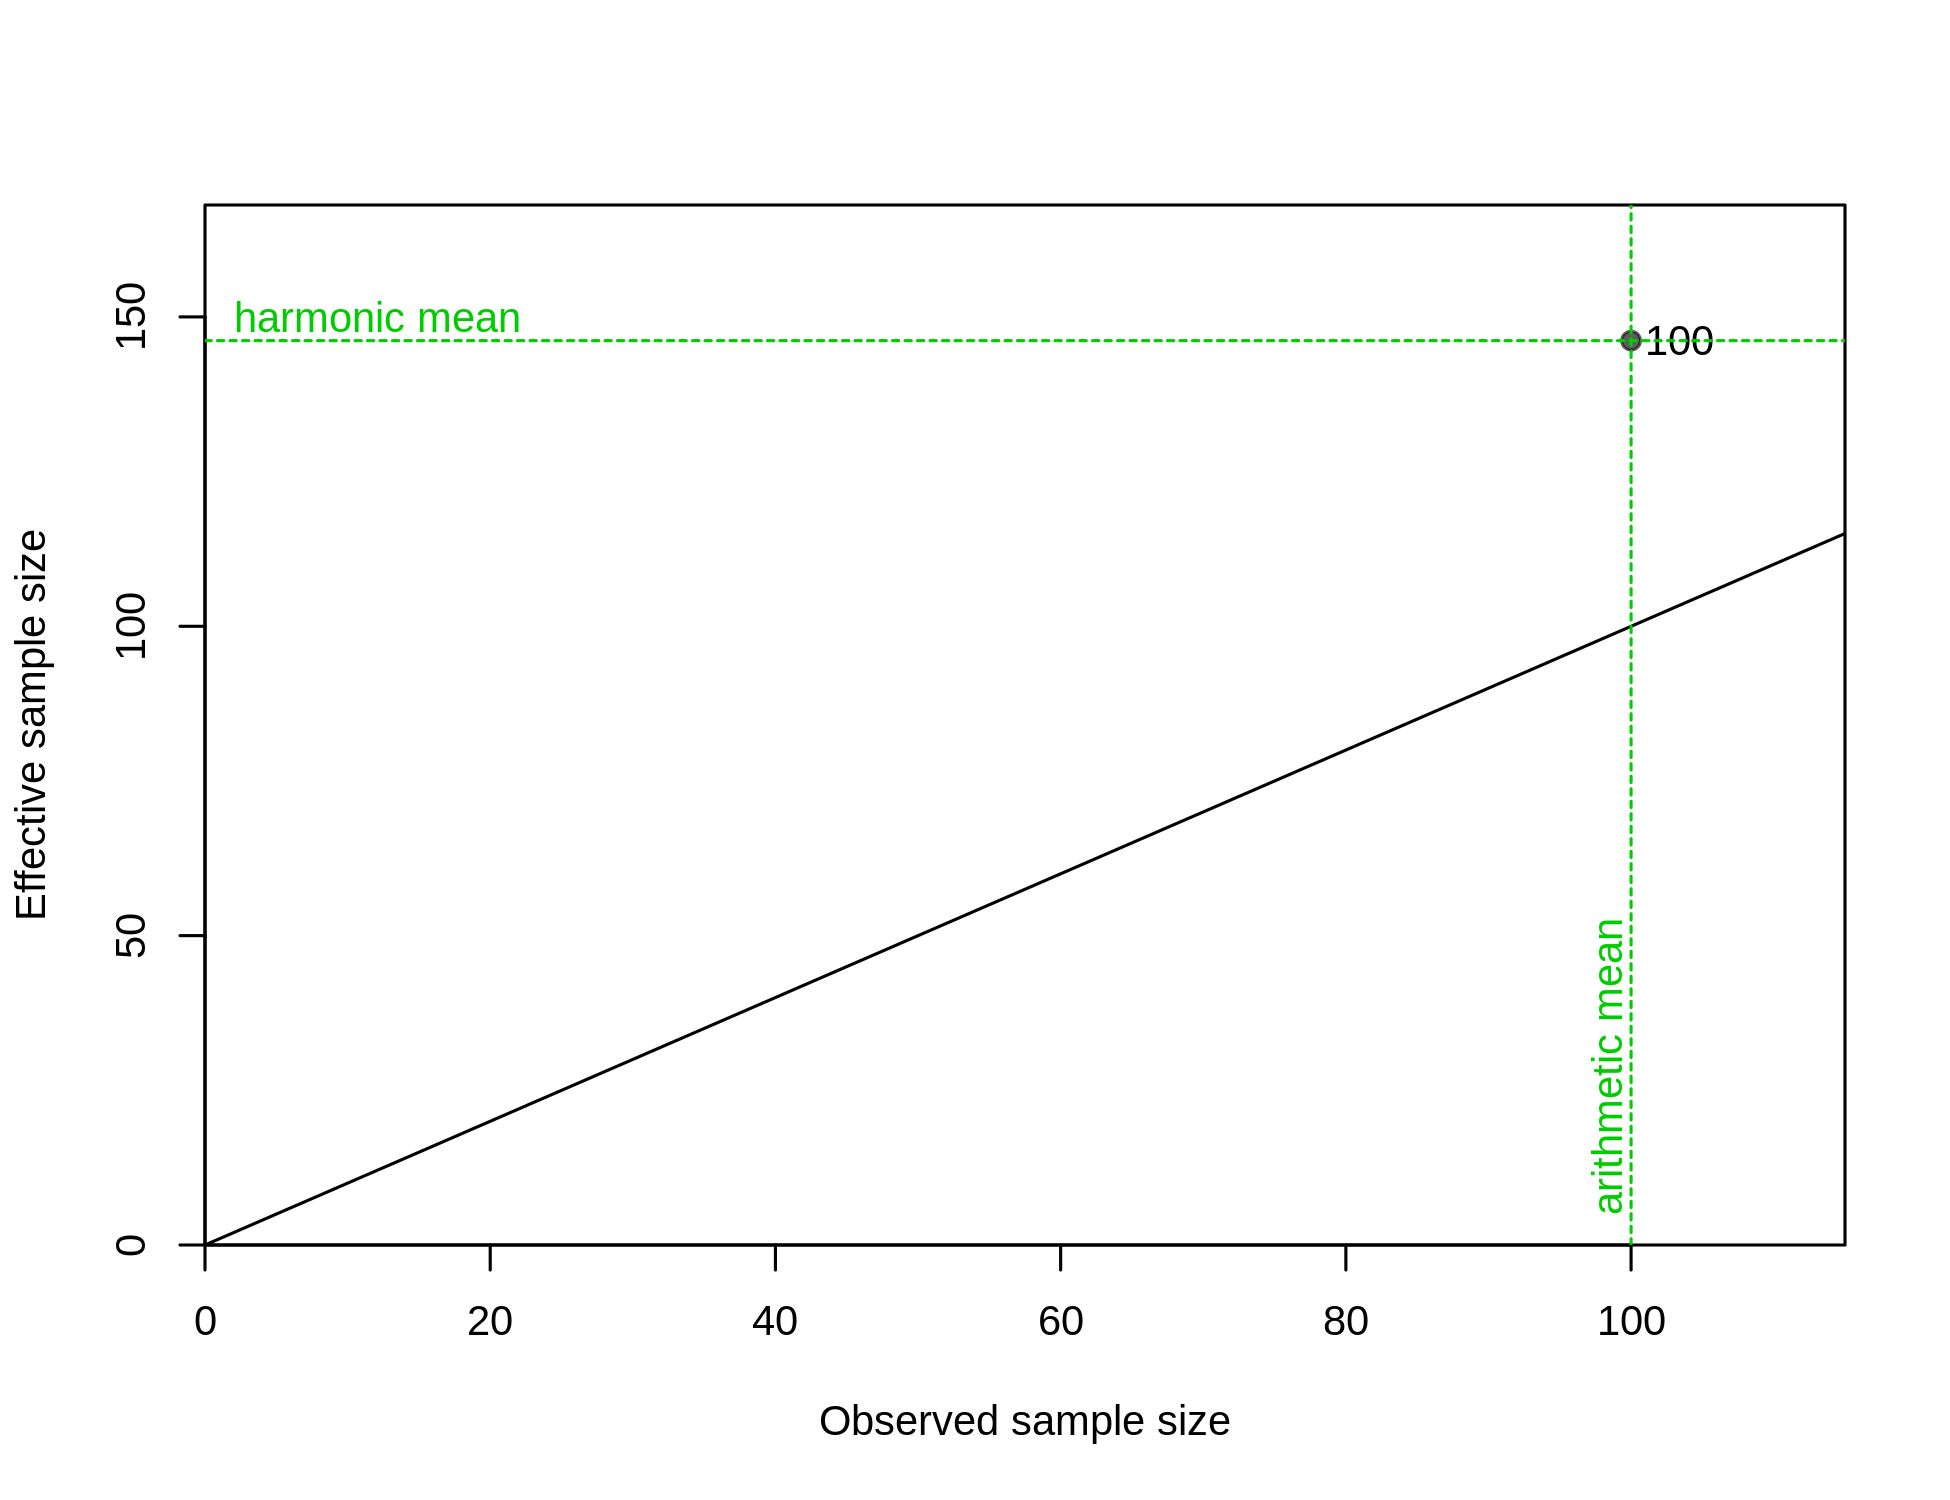 150
100
50
0
Effective sample size
harmonic mean
100
arithmetic mean
0 20 40 60 80 100
Observed sample size